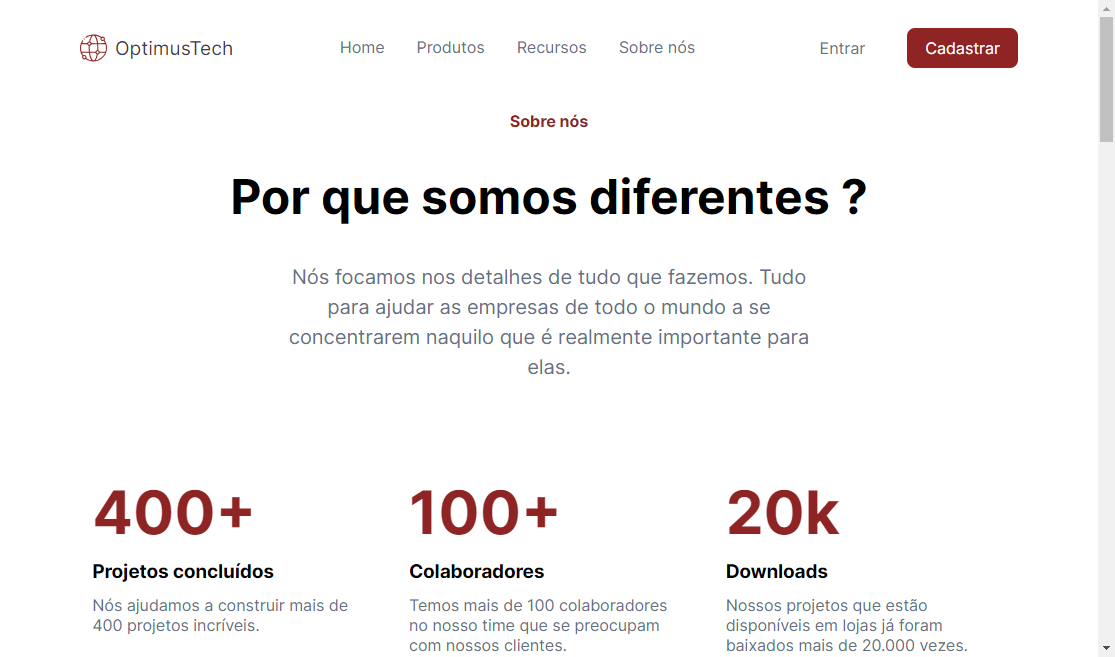 OptimusTech Home Produtos Recursos Sobre nós Entrar Cadastrar
Sobre nós
Por que somos diferentes ?
Nós focamos nos detalhes de tudo que fazemos. Tudo
para ajudar as empresas de todo o mundo a se
concentrarem naquilo que é realmente importante para
elas.
400+
Projetos concluídos
Nós ajudamos a construir mais de
400 projetos incríveis.
100+
Colaboradores
Temos mais de 100 colaboradores
no nosso time que se preocupam
com nossos clientes.
20k
Downloads
Nossos projetos que estão
disponíveis em lojas já foram
baixados mais de 20.000 vezes.